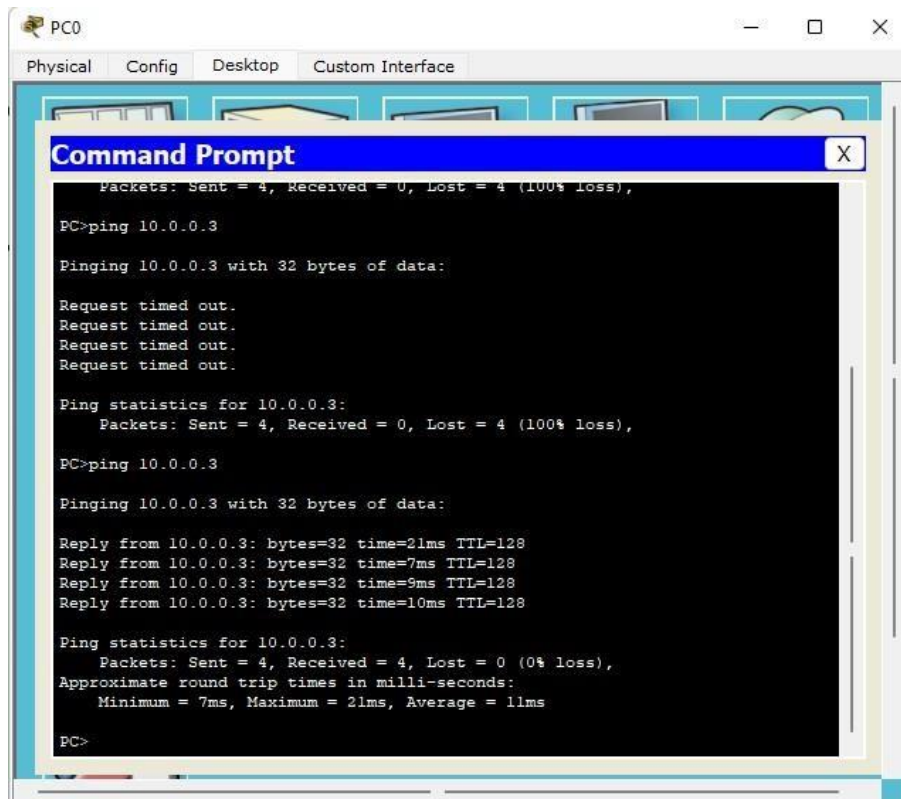 PC0
Physical Config Desktop Custom Interface
Command Prompt
X
Packets: Sent = 4, Received = 0, Lost = 4 (100% loss),
PC>ping 10.0.0.3
Pinging 10.0.0.3 with 32 bytes of data:
Request timed out.
Request timed out.
Request timed out.
Request timed out.
Ping statistics for 10.0.0.3:
Packets: Sent = 4, Received = 0, Lost = 4 (100% loss),
PC>ping 10.0.0.3
Pinging 10.0.0.3 with 32 bytes of data:
Reply from 10.0.0.3: bytes=32 time=21ms TTL=128
Reply from 10.0.0.3: bytes=32 time=7ms TTL=128
Reply from 10.0.0.3: bytes=32 time=9ms TTL=128
Reply from 10.0.0.3: bytes=32 time=10ms TTL=128
Ping statistics for 10.0.0.3:
Packets: Sent = 4, Received = 4, Lost = 0 (0% loss),
Approximate round trip times in milli-seconds:
Minimum = 7ms, Maximum = 21ms, Average = 11ms
PC>